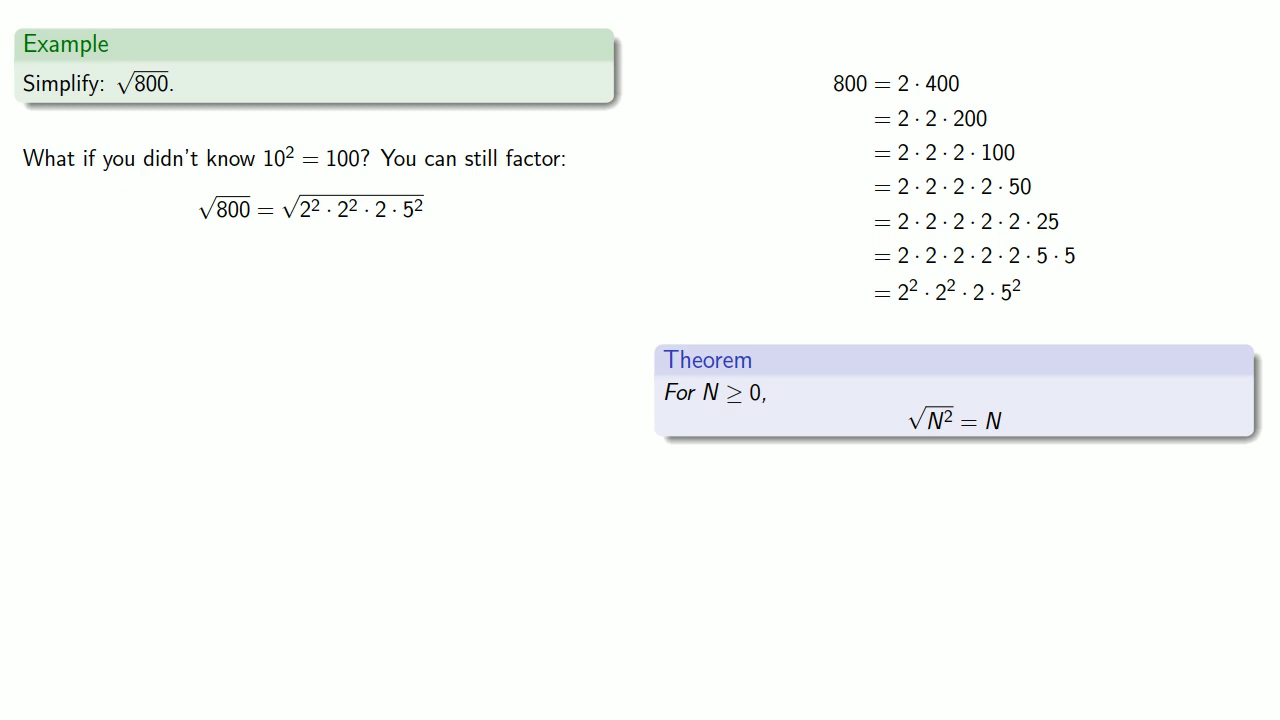 Example
Simplify: √800.
What if you didn't know 10² = 100? You can still factor:
√800 = √2² · 2² · 2 · 5²
800 = 2 · 400
= 2 · 2 · 200
= 2 · 2 · 2 · 100
= 2 · 2 · 2 · 2 · 50
= 2 · 2 · 2 · 2 · 2 · 25
= 2 · 2 · 2 · 2 · 2 · 5 · 5
= 2² · 2² · 2 · 5²
Theorem
For N ≥ 0,
√N² = N